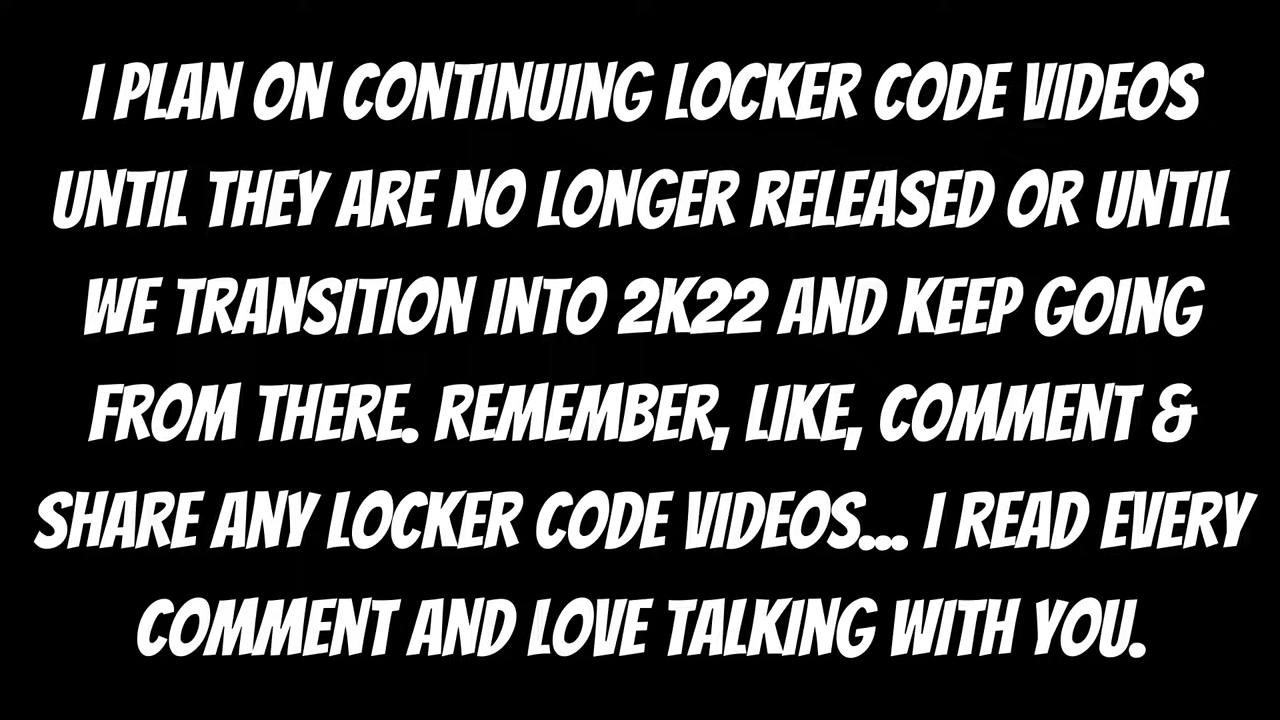 I PLAN ON CONTINUING LOCKER CODE VIDEOS
UNTIL THEY ARE NO LONGER RELEASED OR UNTIL
WE TRANSITION INTO 2K22 AND KEEP GOING
FROM THERE. REMEMBER, LIKE, COMMENT &
SHARE ANY LOCKER CODE VIDEOS... I READ EVERY
COMMENT AND LOVE TALKING WITH YOU.